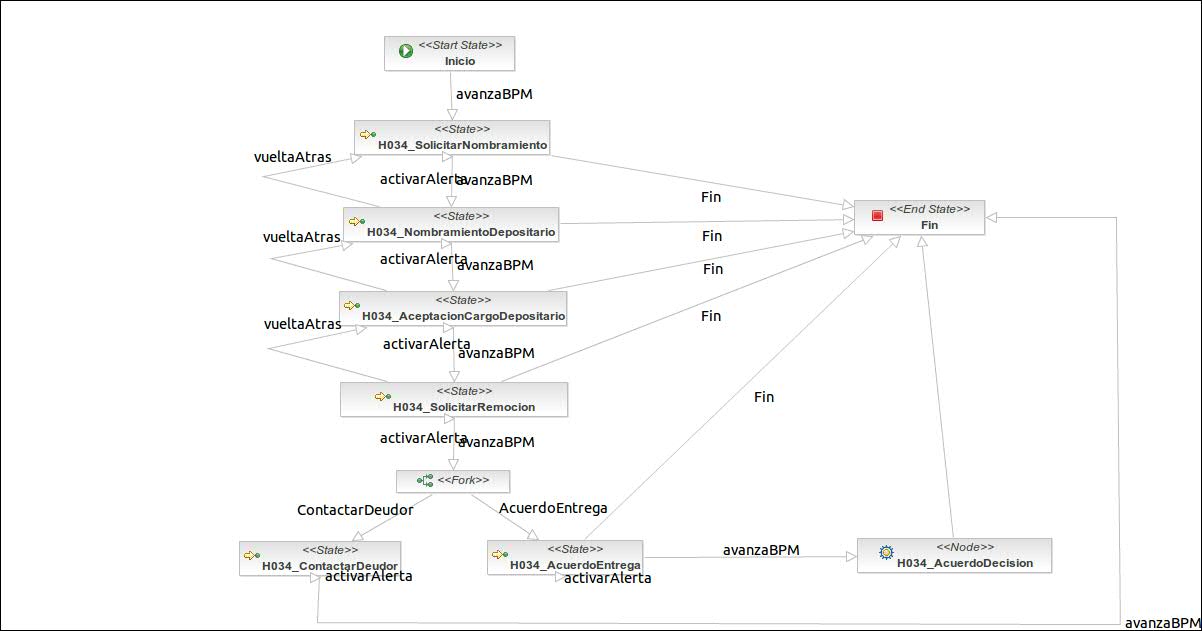 <<Start State>>
Inicio
avanzaBPM
<<State>>
H034_SolicitarNombramiento
vueltaAtras
activarAlerta
avanzaBPM
Fin
<<State>>
H034_NombramientoDepositario
<<End State>>
Fin
vueltaAtras
activarAlerta
avanzaBPM
Fin
Fin
<<State>>
H034_AceptacionCargoDepositario
vueltaAtras
activarAlerta
avanzaBPM
Fin
<<State>>
H034_SolicitarRemocion
Fin
activarAlerta
avanzaBPM
<<Fork>>
ContactarDeudor
AcuerdoEntrega
<<State>>
H034_ContactarDeudor
activarAlerta
<<State>>
H034_AcuerdoEntrega
activarAlerta
avanzaBPM
<<Node>>
H034_AcuerdoDecision
avanzaBPM